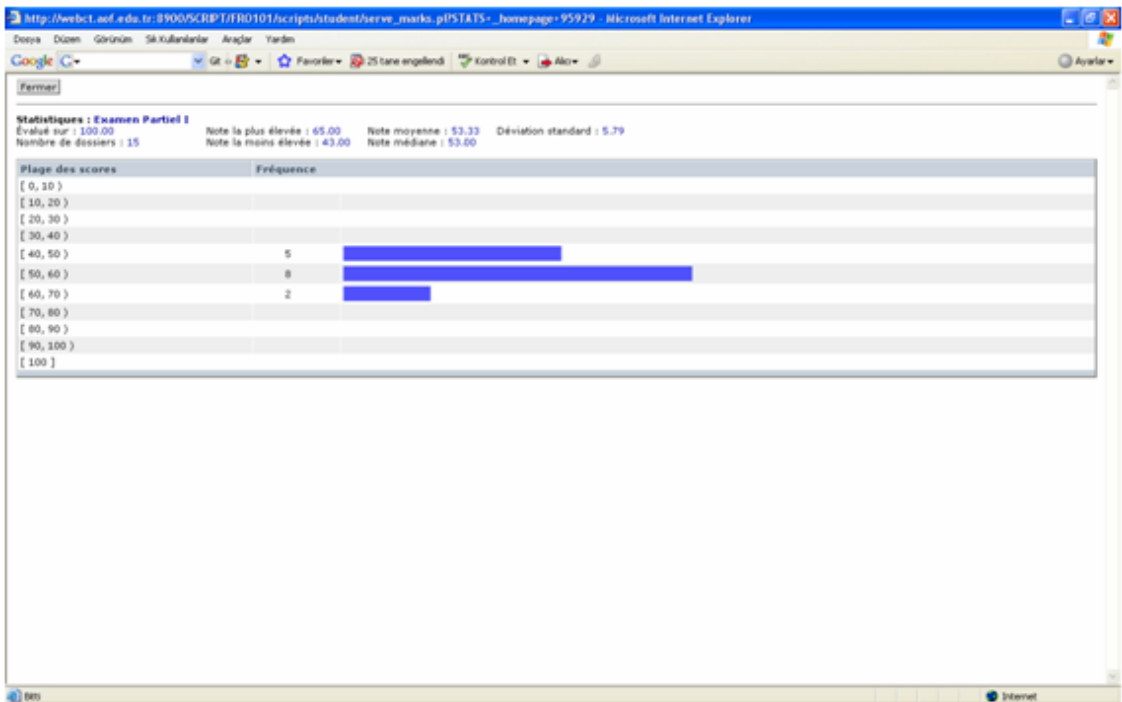 http://webct.aof.edu.tr:8900/SCRIPT/FRO101/scripts/student/serve_marks.pl?STATS+_homepage+95929 - Microsoft Internet Explorer
Dosya Düzen Görünüm Sık Kullanılanlar Araçlar Yardım
Google G Git Favoriler 25 tane engellendi Kontrol Et Alıcı Ayarlar
Fermer
Statistiques : Examen Partiel I
Évalué sur : 100.00 Note la plus élevée : 65.00 Note moyenne : 53.33 Déviation standard : 5.79
Nombre de dossiers : 15 Note la moins élevée : 43.00 Note médiane : 53.00
Plage des scores Fréquence
[ 0, 10 )
[ 10, 20 )
[ 20, 30 )
[ 30, 40 )
[ 40, 50 ) 5
[ 50, 60 ) 8
[ 60, 70 ) 2
[ 70, 80 )
[ 80, 90 )
[ 90, 100 )
[ 100 ]
Bitti Internet